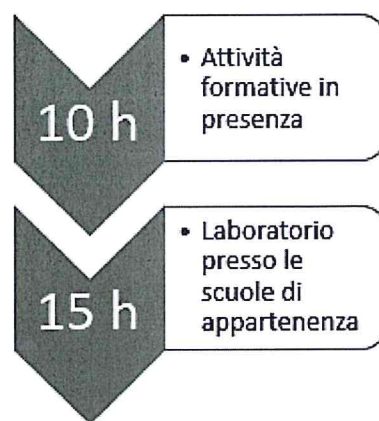 10 h
• Attività
formative in
presenza
15 h
• Laboratorio
presso le
scuole di
appartenenza